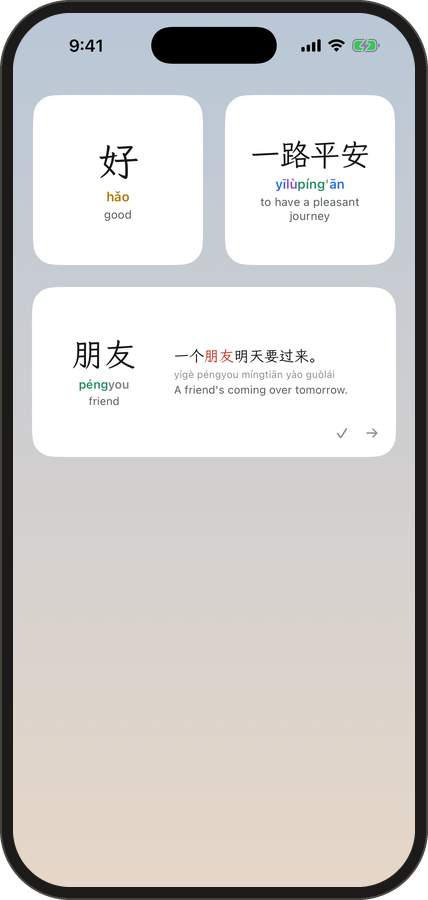 9:41
好
hǎo
good
一路平安
yīlùpíng'ān
to have a pleasant
journey
朋友
péngyou
friend
一个朋友明天要过来。
yígè péngyou míngtiān yào guòlái
A friend's coming over tomorrow.